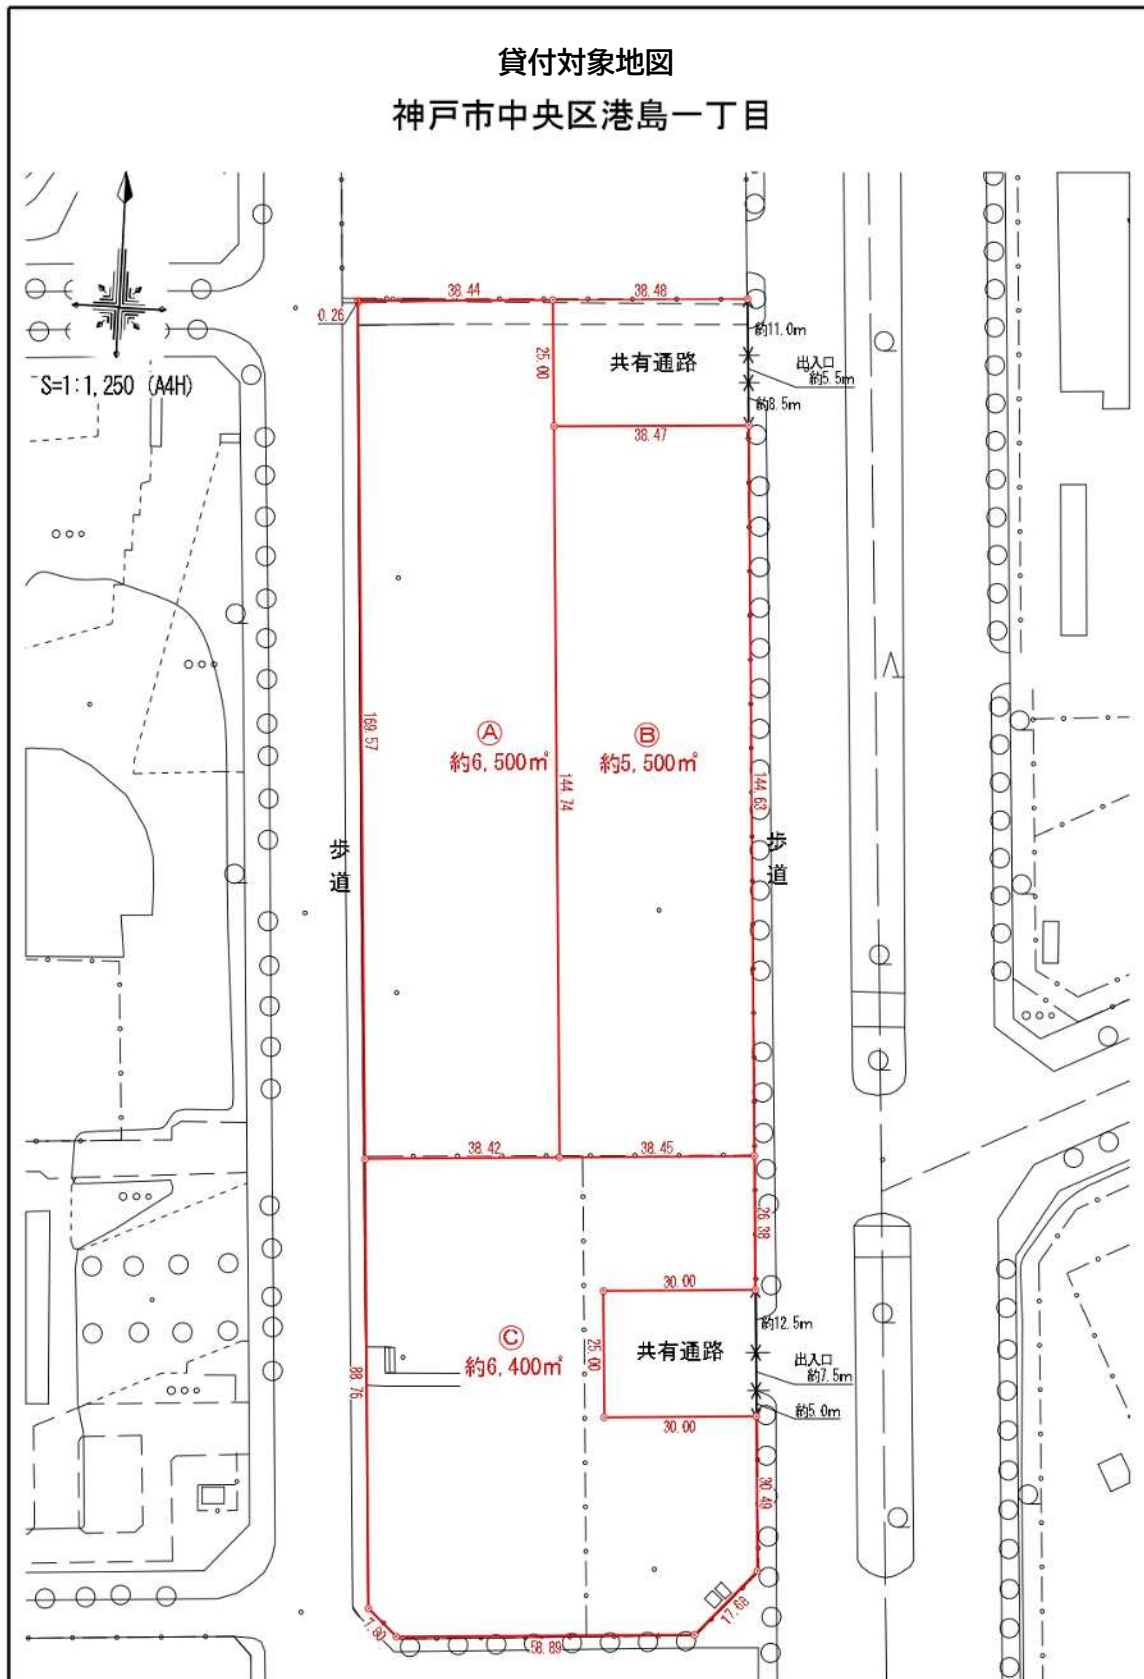 貸付対象地図
神戸市中央区港島一丁目
S=1:1,250 (A4H)
38.44
38.48
0.26
約11.0m
25.00
共有通路
出入口
約5.5m
約8.5m
38.47
169.57
Ⓐ
約6,500㎡
Ⓑ
約5,500㎡
144.74
144.63
歩道
歩道
38.42
38.45
26.38
30.00
約12.5m
Ⓒ
約6,400㎡
25.00
共有通路
出入口
約7.5m
約5.0m
88.76
30.00
30.49
17.68
7.80
58.89